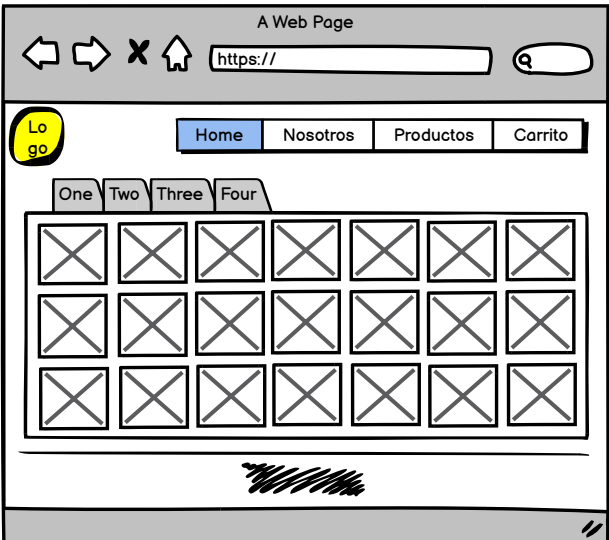 A Web Page
https://
Lo
go
Home Nosotros Productos Carrito
One Two Three Four